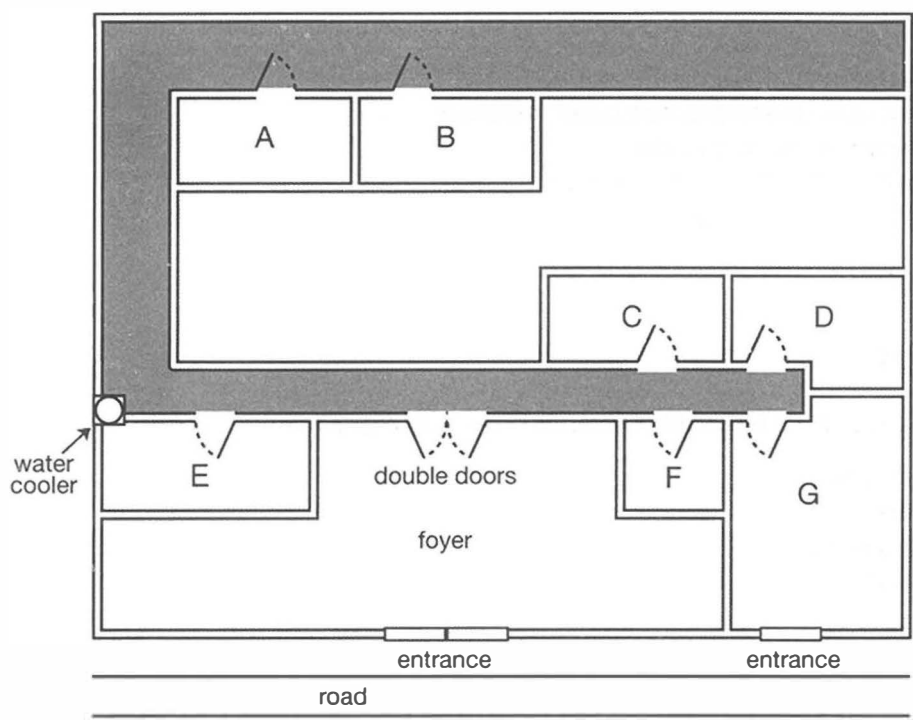 A
B
C
D
water
cooler
E
double doors
F
G
foyer
entrance
entrance
road